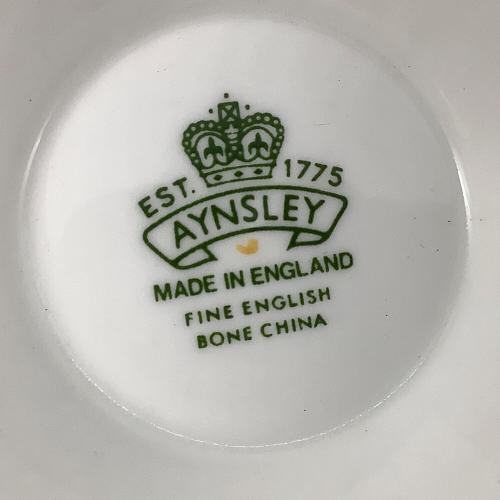 EST. 1775
AYNSLEY
MADE IN ENGLAND
FINE ENGLISH
BONE CHINA